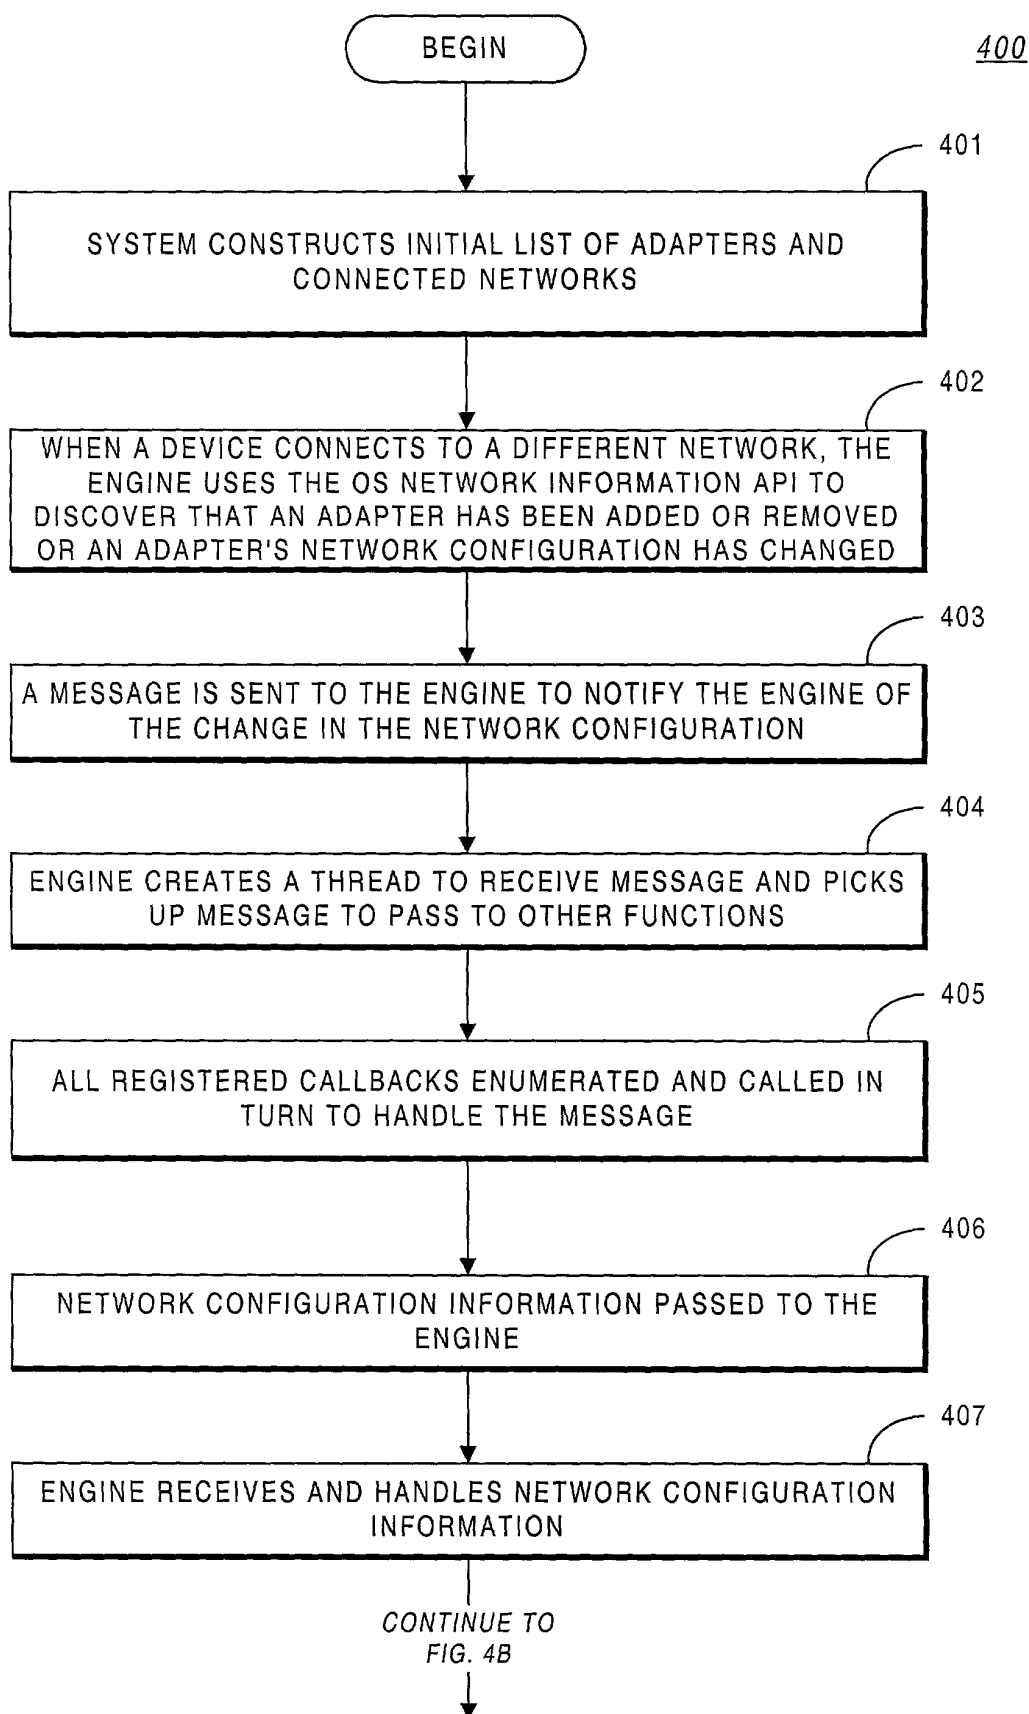 BEGIN
400
401
SYSTEM CONSTRUCTS INITIAL LIST OF ADAPTERS AND
CONNECTED NETWORKS
402
WHEN A DEVICE CONNECTS TO A DIFFERENT NETWORK, THE
ENGINE USES THE OS NETWORK INFORMATION API TO
DISCOVER THAT AN ADAPTER HAS BEEN ADDED OR REMOVED
OR AN ADAPTER'S NETWORK CONFIGURATION HAS CHANGED
403
A MESSAGE IS SENT TO THE ENGINE TO NOTIFY THE ENGINE OF
THE CHANGE IN THE NETWORK CONFIGURATION
404
ENGINE CREATES A THREAD TO RECEIVE MESSAGE AND PICKS
UP MESSAGE TO PASS TO OTHER FUNCTIONS
405
ALL REGISTERED CALLBACKS ENUMERATED AND CALLED IN
TURN TO HANDLE THE MESSAGE
406
NETWORK CONFIGURATION INFORMATION PASSED TO THE
ENGINE
407
ENGINE RECEIVES AND HANDLES NETWORK CONFIGURATION
INFORMATION
CONTINUE TO
FIG. 4B